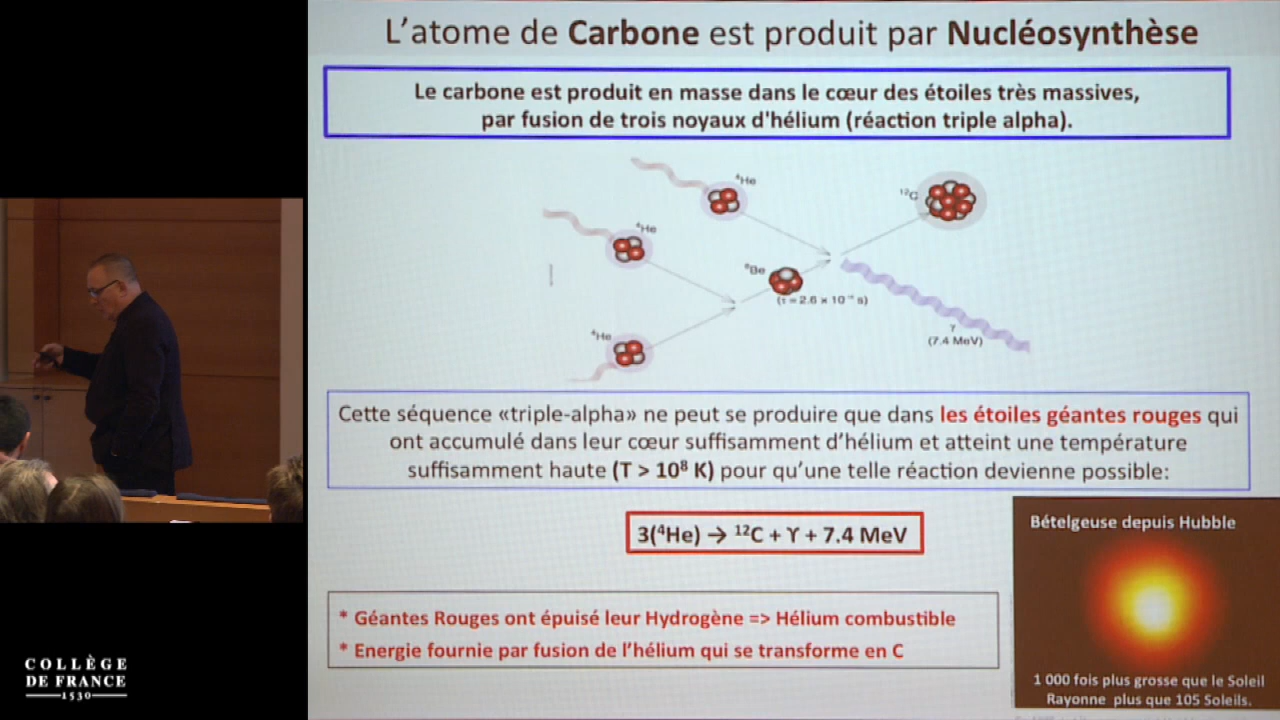 L'atome de Carbone est produit par Nucléosynthèse
Le carbone est produit en masse dans le cœur des étoiles très massives,
par fusion de trois noyaux d'hélium (réaction triple alpha).
⁴He
¹²C
⁴He
⁸Be
(τ = 2.6 × 10 s)
⁴He
γ
(7.4 MeV)
Cette séquence «triple-alpha» ne peut se produire que dans les étoiles géantes rouges qui
ont accumulé dans leur cœur suffisamment d'hélium et atteint une température
suffisamment haute (T > 10⁸ K) pour qu'une telle réaction devienne possible:
3(⁴He) → ¹²C + ϒ + 7.4 MeV
Bételgeuse depuis Hubble
* Géantes Rouges ont épuisé leur Hydrogène => Hélium combustible
* Energie fournie par fusion de l'hélium qui se transforme en C
1 000 fois plus grosse que le Soleil
Rayonne plus que 105 Soleils.
COLLÈGE
DE FRANCE
1530